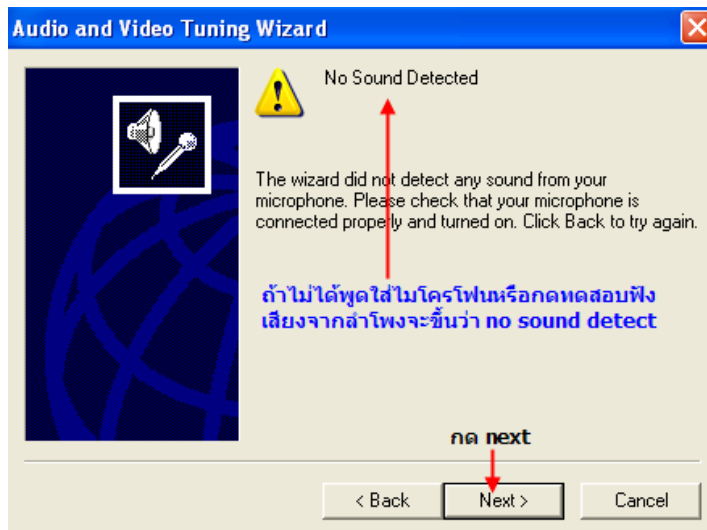 Audio and Video Tuning Wizard
No Sound Detected
The wizard did not detect any sound from your
microphone. Please check that your microphone is
connected properly and turned on. Click Back to try again.
ถ้าไม่ได้พูดใส่ไมโครโฟนหรือกดทดสอบฟัง
เสียงจากลำโพงจะขึ้นว่า no sound detect
กด next
< Back
Next >
Cancel